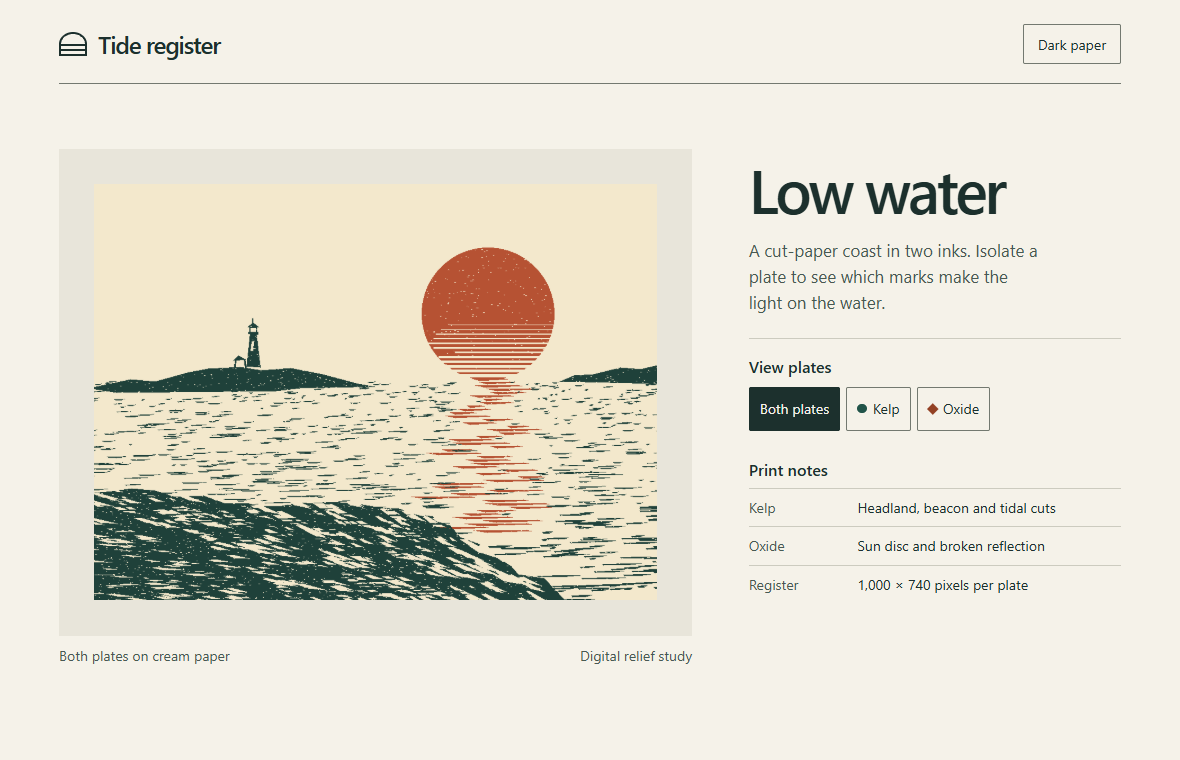 Tide register
Dark paper
Low water
A cut-paper coast in two inks. Isolate a
plate to see which marks make the
light on the water.
View plates
Both plates
Kelp
Oxide
Print notes
Kelp
Headland, beacon and tidal cuts
Oxide
Sun disc and broken reflection
Register
1,000 × 740 pixels per plate
Both plates on cream paper
Digital relief study